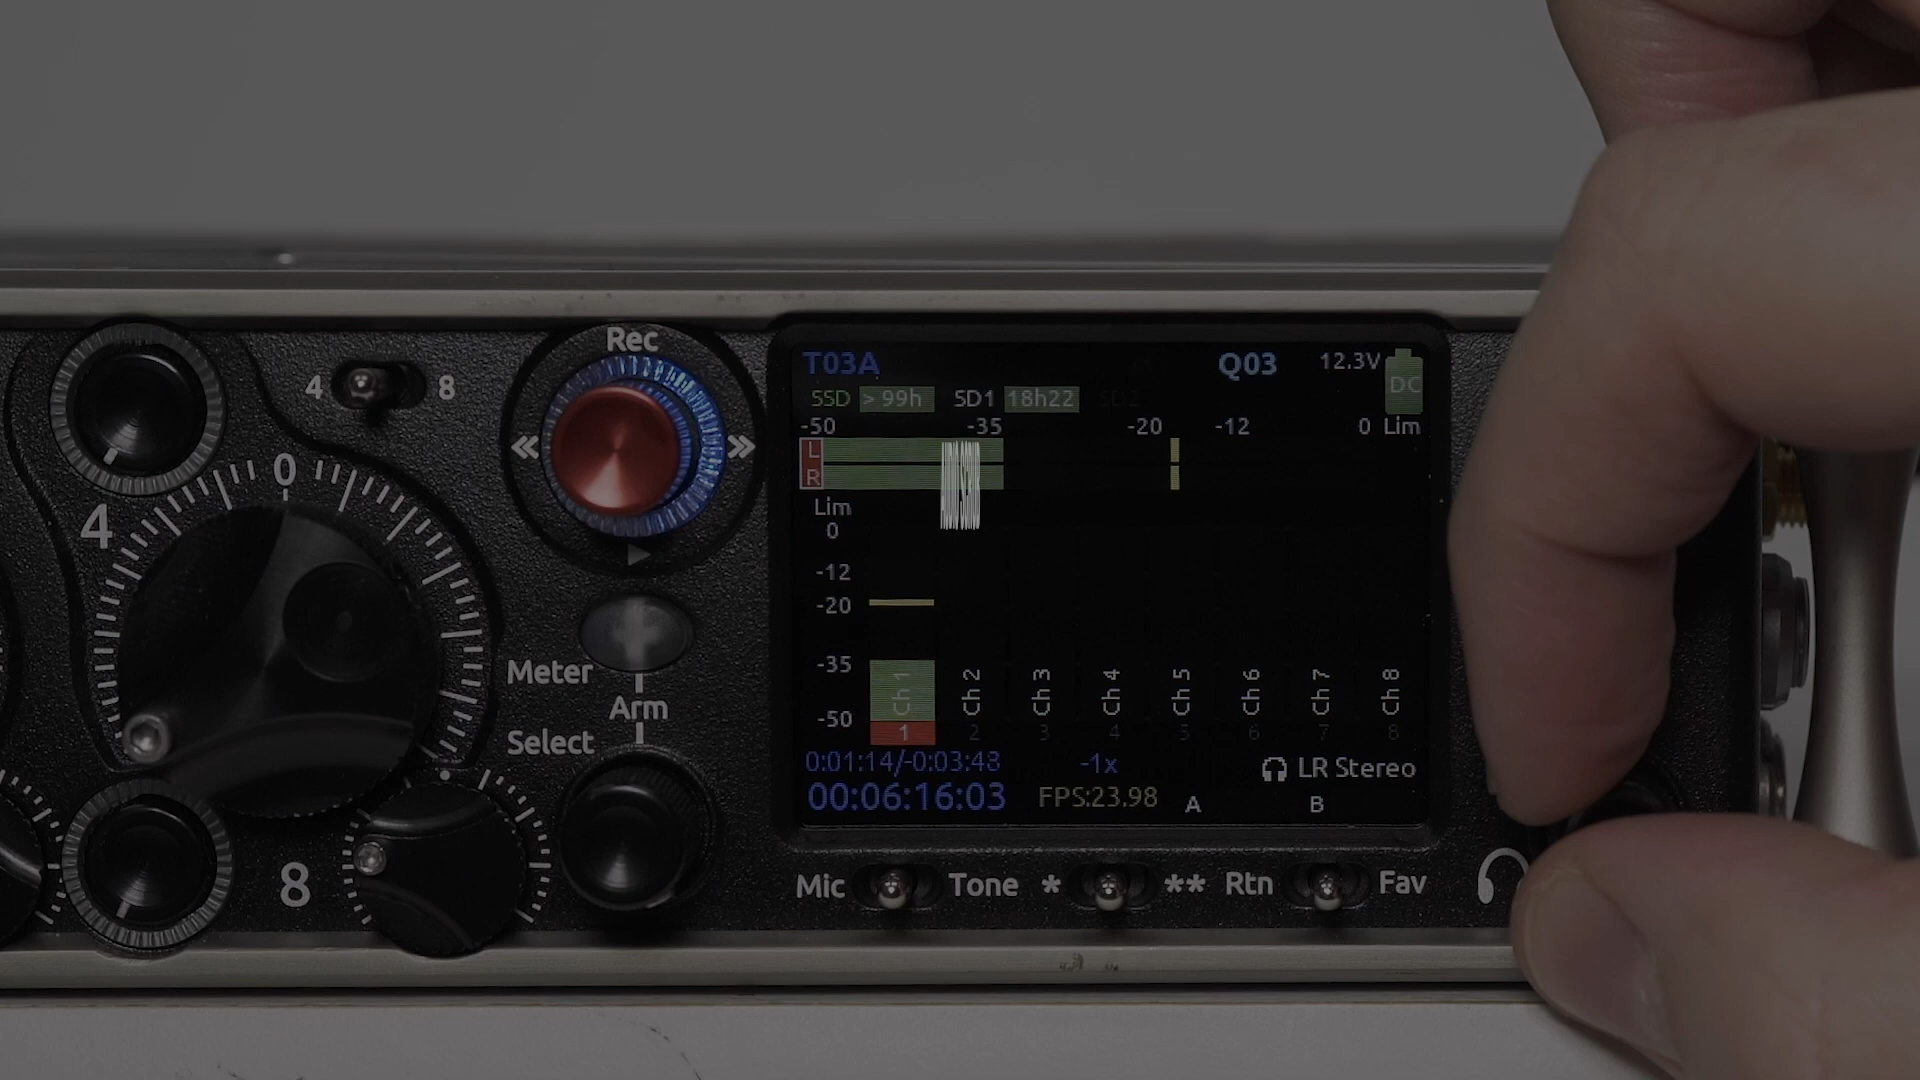 Rec
4 8
0
4
8
Meter
Arm
Select
T03A Q03 12.3V DC
SSD > 99h SD1 18h22 SD2
-50 -35 -20 -12 0 Lim
L
R
Lim
0
-12
-20
-35
-50
Ch 1 Ch 2 Ch 3 Ch 4 Ch 5 Ch 6 Ch 7 Ch 8
1 2 3 4 5 6 7 8
0:01:14/-0:03:48 -1x LR Stereo
00:06:16:03 FPS:23.98 A B
Mic Tone * ** Rtn Fav